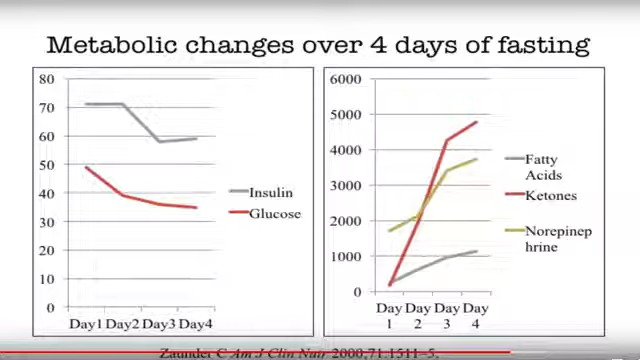 Metabolic changes over 4 days of fasting
80
70
60
50
40
30
20
10
0
Day1 Day2 Day3 Day4
Insulin
Glucose
6000
5000
4000
3000
2000
1000
0
Day Day Day Day
1 2 3 4
Fatty
Acids
Ketones
Norepinep
hrine
Zaunder C Am J Clin Nutr 2000;71:1511–5.